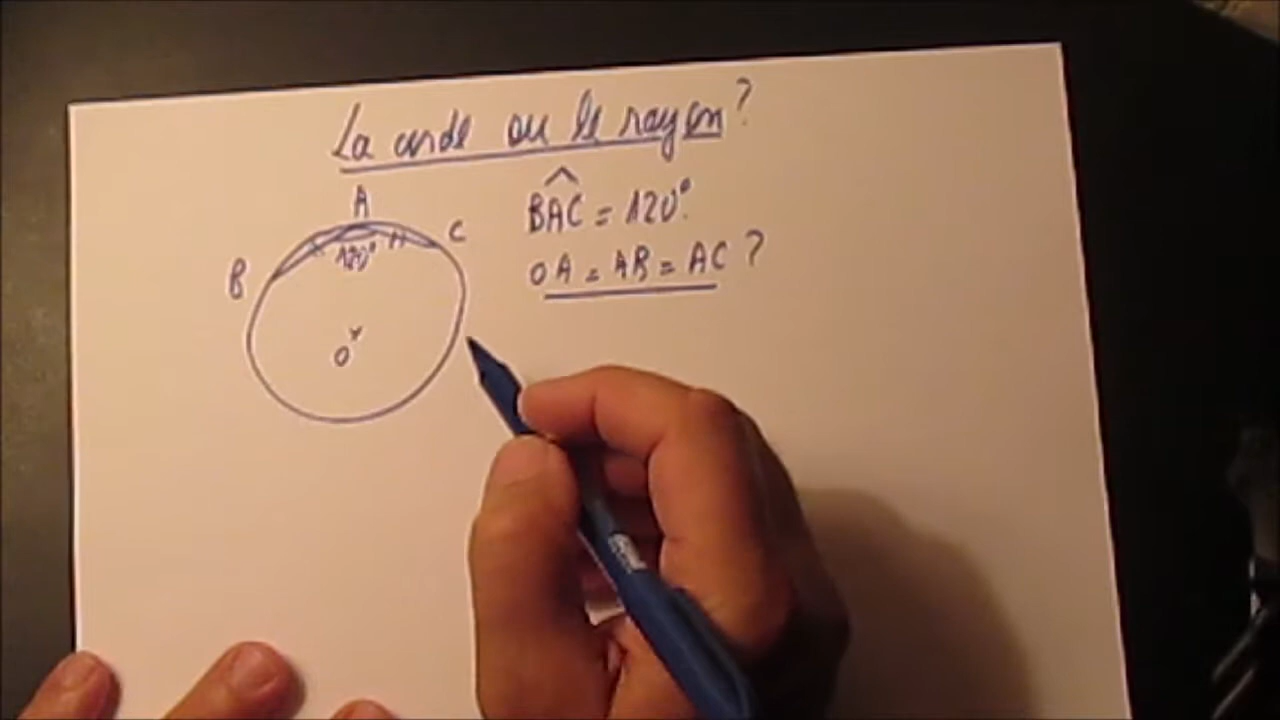 La corde ou le rayon ?
A
BAC = 120°.
C
120°
B
OA = AB = AC ?
O